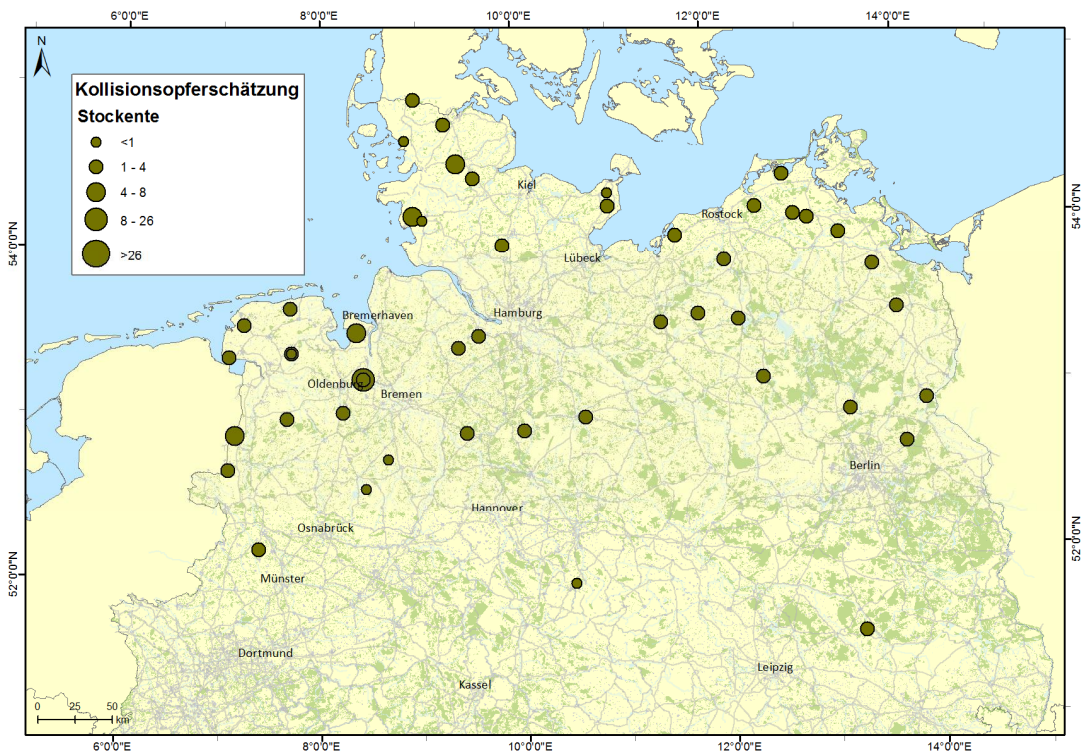 6°0'0"E 8°0'0"E 10°0'0"E 12°0'0"E 14°0'0"E
N
Kollisionsopferschätzung
Stockente
<1
1 - 4
4 - 8
8 - 26
>26
Kiel
Rostock
54°0'0"N
54°0'0"N
Lübeck
Bremerhaven
Hamburg
Oldenburg
Bremen
Berlin
Hannover
Osnabrück
52°0'0"N
52°0'0"N
Münster
Dortmund
Leipzig
Kassel
0 25 50
km
6°0'0"E 8°0'0"E 10°0'0"E 12°0'0"E 14°0'0"E